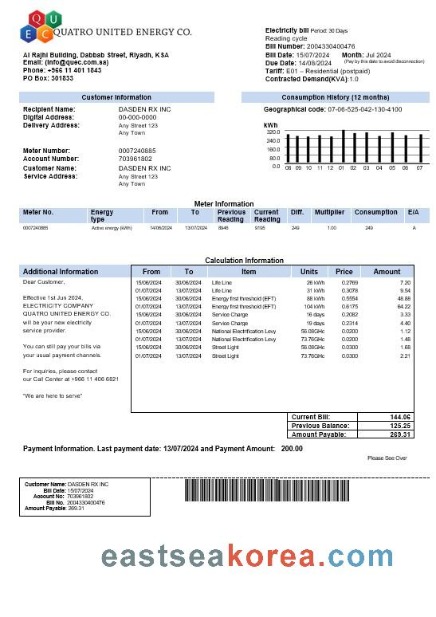 QU
EC
QUATRO UNITED ENERGY CO.
Al Rajhi Building, Dabbab Street, Riyadh, KSA
Email: (info@quec.com.sa)
Phone: +966 11 401 1843
PO Box: 301833
Electricity bill Period: 30 Days
Reading cycle
Bill Number: 2004330400476
Bill Date: 15/07/2024 Month: Jul 2024
Due Date: 14/08/2024 (Pay by this date to avoid disconnection)
Tariff: E01 – Residential (postpaid)
Contracted Demand(KVA): 1.0
Customer Information
Recipient Name: DASDEN RX INC
Digital Address: 00-000-0000
Delivery Address: Any Street 123
Any Town
Meter Number: 0007240885
Account Number: 703961802
Customer Name: DASDEN RX INC
Service Address: Any Street 123
Any Town
Consumption History (12 months)
Geographical code: 07-06-525-042-130-4100
kWh
320.0
240.0
160.0
80.0
0.0
08 09 10 11 12 01 02 03 04 05 06 07
Meter Information
Meter No. Energy type From To Previous Reading Current Reading Diff. Multiplier Consumption E/A
0007240885 Active energy (kWh) 14/06/2024 13/07/2024 249 1.00 249 A
Calculation Information
Additional Information From To Item Units Price Amount
Dear Customer,
Effective 1st Jun 2024,
ELECTRICITY COMPANY
QUATRO UNITED ENERGY CO.
will be your new electricity
service provider.
You can still pay your bills via
your usual payment channels.
For inquiries, please contact
our Call Center at +966 11 406 6621
"We are here to serve"
15/06/2024 30/06/2024 Life Line 26 kWh 0.2769 7.20
01/07/2024 13/07/2024 Life Line 31 kWh 0.3078 9.54
15/06/2024 30/06/2024 Energy first threshold (EFT) 88 kWh 0.5554 48.88
01/07/2024 13/07/2024 Energy first threshold (EFT) 104 kWh 0.6175 64.22
15/06/2024 30/06/2024 Service Charge 16 days 0.2082 3.33
01/07/2024 13/07/2024 Service Charge 19 days 0.2314 4.40
15/06/2024 30/06/2024 National Electrification Levy 0.0200 1.12
01/07/2024 13/07/2024 National Electrification Levy 0.0200 1.48
15/06/2024 30/06/2024 Street Light 0.0300 1.68
01/07/2024 13/07/2024 Street Light 0.0300 2.21
Current Bill: 144.06
Previous Balance: 125.25
Amount Payable: 269.31
Payment Information. Last payment date: 13/07/2024 and Payment Amount: 200.00
Please See Over
Customer Name: DASDEN RX INC
Bill Date: 15/07/2024
Account No: 703961802
Bill No. 2004330400476
Amount Payable: 269.31
eastseakorea.com